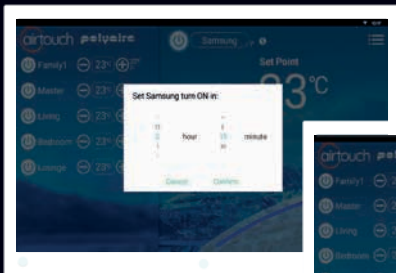 airtouch polyaire
Samsung
Family1 23°
Set Point
Master 23°
23°C
Living 23°
Bedroom 23°
Lounge 23°
Set Samsung turn ON in:
hour
minute
Cancel Confirm
airtouch
Family1
Master
Living
Bedroom